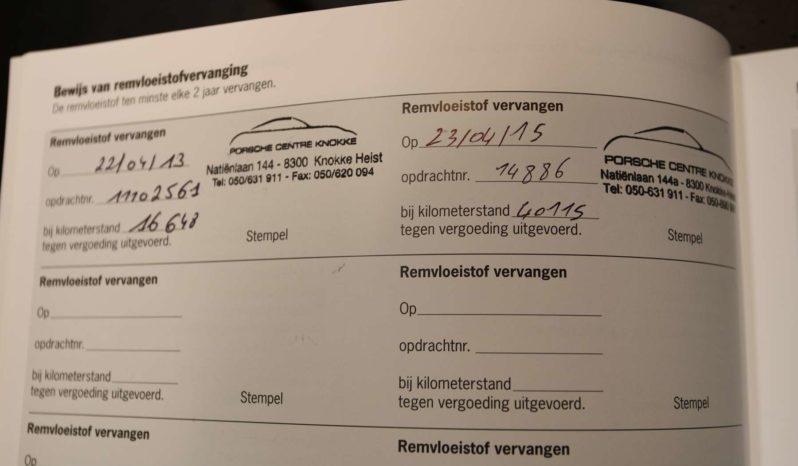 Bewijs van remvloeistofvervanging
De remvloeistof ten minste elke 2 jaar vervangen.
Remvloeistof vervangen
Op 22/04/13
opdrachtnr. 11102561
bij kilometerstand 16648
tegen vergoeding uitgevoerd.
PORSCHE CENTRE KNOKKE
Natiënlaan 144 - 8300 Knokke Heist
Tel: 050/631 911 - Fax: 050/620 094
Stempel
Remvloeistof vervangen
Op 23/04/15
opdrachtnr. 14886
bij kilometerstand 40115
tegen vergoeding uitgevoerd.
PORSCHE CENTRE KNOKKE
Natiënlaan 144a - 8300 Knokke
Tel: 050-631 911 - Fax:
Stempel
Remvloeistof vervangen
Op
opdrachtnr.
bij kilometerstand
tegen vergoeding uitgevoerd.
Stempel
Remvloeistof vervangen
Op
opdrachtnr.
bij kilometerstand
tegen vergoeding uitgevoerd.
Stempel
Remvloeistof vervangen
Op
Remvloeistof vervangen